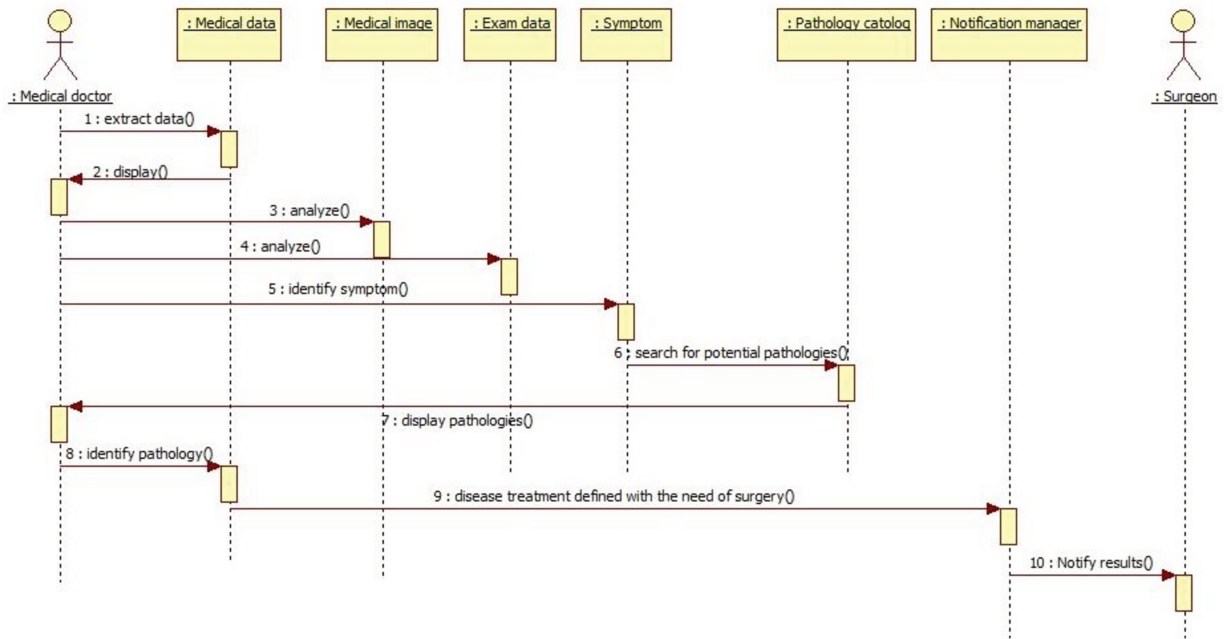 : Medical data
: Medical image
: Exam data
: Symptom
: Pathology catolog
: Notification manager
: Medical doctor
: Surgeon
1 : extract data()
2 : display()
3 : analyze()
4 : analyze()
5 : identify symptom()
6 : search for potential pathologies()
7 : display pathologies()
8 : identify pathology()
9 : disease treatment defined with the need of surgery()
10 : Notify results()